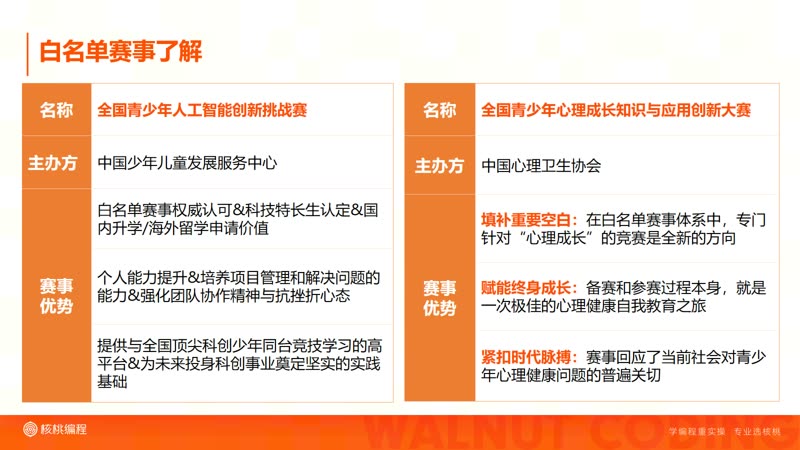 白名单赛事了解
名称
全国青少年人工智能创新挑战赛
主办方
中国少年儿童发展服务中心
赛事
优势
白名单赛事权威认可&科技特长生认定&国
内升学/海外留学申请价值
个人能力提升&培养项目管理和解决问题的
能力&强化团队协作精神与抗挫折心态
提供与全国顶尖科创少年同台竞技学习的高
平台&为未来投身科创事业奠定坚实的实践
基础
名称
全国青少年心理成长知识与应用创新大赛
主办方
中国心理卫生协会
赛事
优势
填补重要空白：在白名单赛事体系中，专门
针对“心理成长”的竞赛是全新的方向
赋能终身成长：备赛和参赛过程本身，就是
一次极佳的心理健康自我教育之旅
紧扣时代脉搏：赛事回应了当前社会对青少
年心理健康问题的普遍关切
核桃编程
WALNUT CODING
学编程重实操 专业选核桃